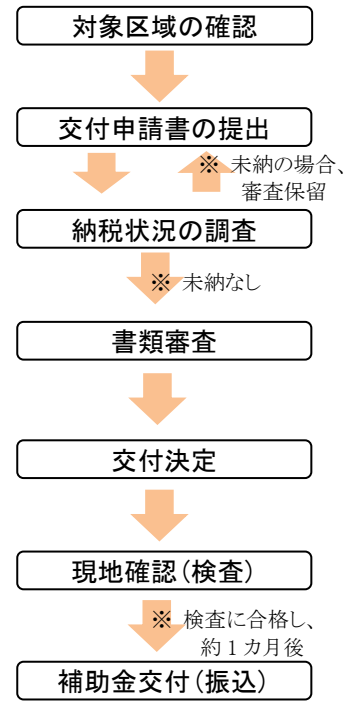 対象区域の確認
交付申請書の提出
※ 未納の場合、
審査保留
納税状況の調査
※ 未納なし
書類審査
交付決定
現地確認(検査)
※ 検査に合格し、
約1カ月後
補助金交付(振込)